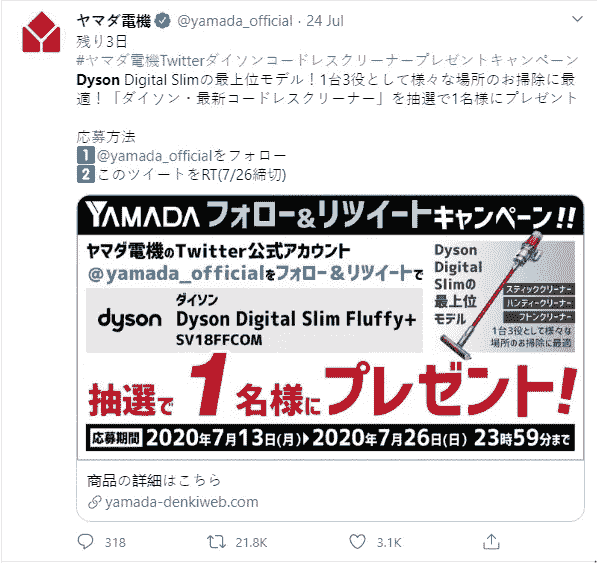 ヤマダ電機 @yamada_official · 24 Jul
残り3日
#ヤマダ電機Twitterダイソンコードレスクリーナープレゼントキャンペーン
Dyson Digital Slimの最上位モデル！1台3役として様々な場所のお掃除に最
適！「ダイソン・最新コードレスクリーナー」を抽選で1名様にプレゼント
応募方法
1 @yamada_officialをフォロー
2 このツイートをRT(7/26締切)
YAMADA フォロー&リツイートキャンペーン!!
ヤマダ電機のTwitter公式アカウント
@yamada_officialをフォロー&リツイートで
ダイソン
dyson Dyson Digital Slim Fluffy+
SV18FFCOM
Dyson
Digital
Slimの
最上位
モデル
スティッククリーナー
ハンディークリーナー
フトンクリーナー
1台3役として様々な
場所のお掃除に最適
抽選で1名様にプレゼント!
応募期間 2020年7月13日(月)▶2020年7月26日(日) 23時59分まで
商品の詳細はこちら
yamada-denkiweb.com
318 21.8K 3.1K